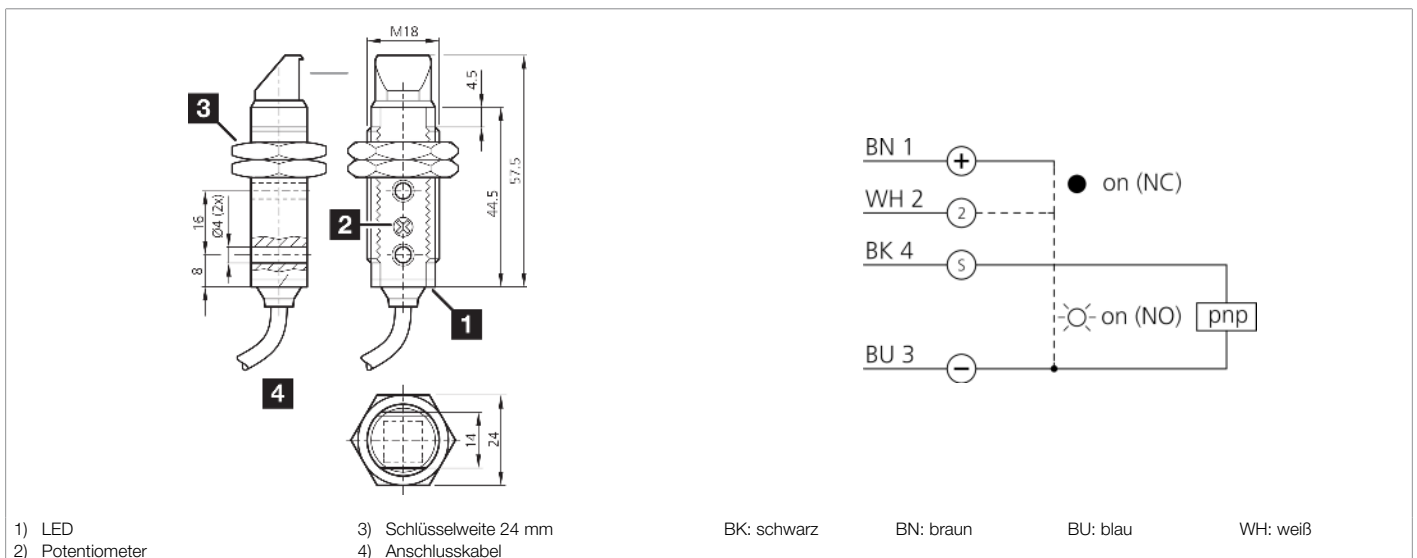 M18
4.5
3
57.5
44.5
16
Ø4 (2x)
2
8
1
4
14
24
BN 1
+
on (NC)
WH 2
2
BK 4
S
on (NO)
pnp
BU 3
−
1) LED
2) Potentiometer
3) Schlüsselweite 24 mm
4) Anschlusskabel
BK: schwarz
BN: braun
BU: blau
WH: weiß